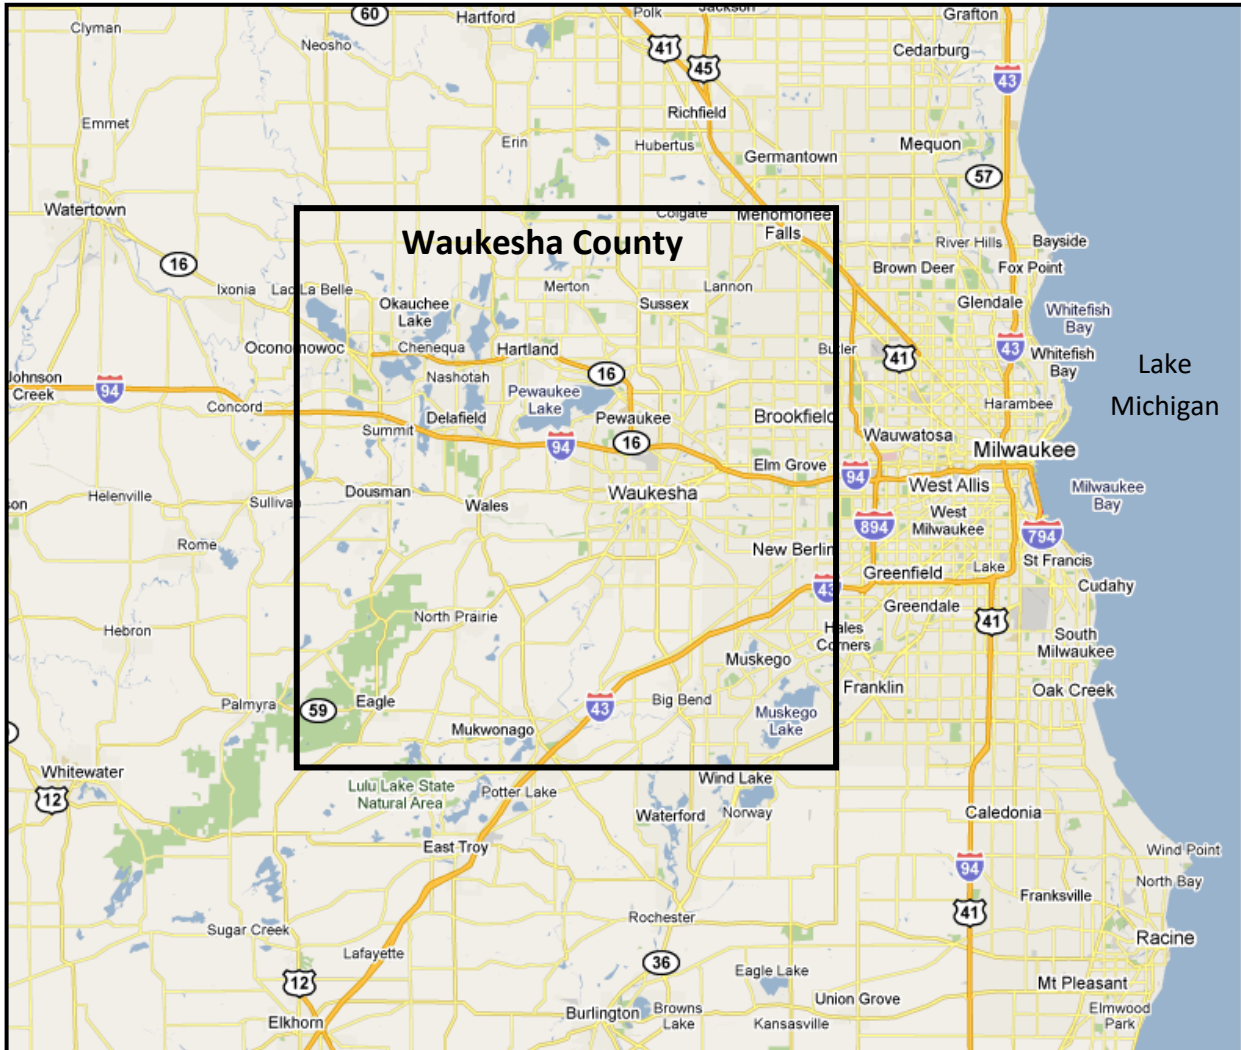 60
Hartford
Polk
Jackson
Grafton
Clyman
Neosho
41
45
Cedarburg
43
Richfield
Emmet
Erin
Hubertus
Germantown
Mequon
57
Watertown
Colgate
Menomonee
Falls
Waukesha County
River Hills
Bayside
16
Brown Deer
Fox Point
Ixonia
Lac La Belle
Okauchee
Lake
Merton
Sussex
Lannon
Glendale
Whitefish
Bay
Oconomowoc
Chenequa
Hartland
Butler
41
43
Whitefish
Bay
Lake
Michigan
Johnson
Creek
94
Nashotah
16
Pewaukee
Lake
Concord
Delafield
Pewaukee
Brookfield
Harambee
Summit
94
16
Wauwatosa
Milwaukee
Elm Grove
94
West Allis
Milwaukee
Bay
Helenville
Sullivan
Dousman
Wales
Waukesha
West
Milwaukee
son
Rome
894
794
New Berlin
Greenfield
Lake
St Francis
43
Cudahy
Greendale
North Prairie
41
Hebron
Hales
Corners
South
Milwaukee
Muskego
Franklin
Oak Creek
Palmyra
59
Eagle
43
Big Bend
Muskego
Lake
Mukwonago
Whitewater
12
Lulu Lake State
Natural Area
Potter Lake
Wind Lake
Waterford
Norway
Caledonia
East Troy
Wind Point
94
North Bay
Franksville
41
Sugar Creek
Rochester
Racine
Lafayette
36
12
Eagle Lake
Mt Pleasant
Union Grove
Elkhorn
Burlington
Browns
Lake
Kansasville
Elmwood
Park